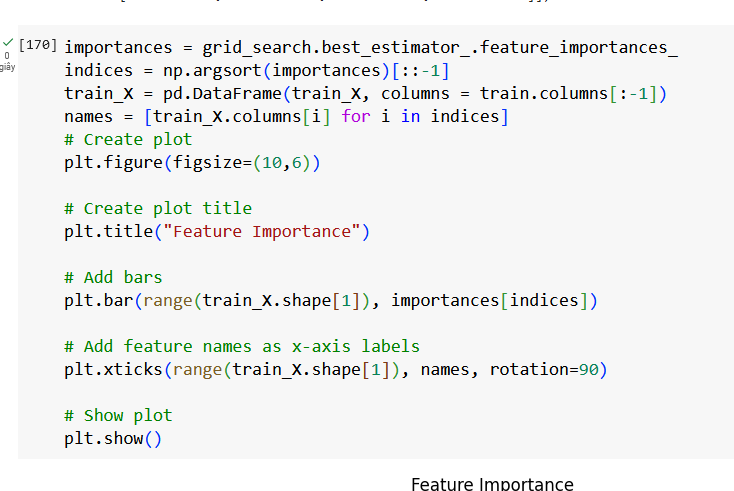 [170] importances = grid_search.best_estimator_.feature_importances_
0
giây
indices = np.argsort(importances)[::-1]
train_X = pd.DataFrame(train_X, columns = train.columns[:-1])
names = [train_X.columns[i] for i in indices]
# Create plot
plt.figure(figsize=(10,6))
# Create plot title
plt.title("Feature Importance")
# Add bars
plt.bar(range(train_X.shape[1]), importances[indices])
# Add feature names as x-axis labels
plt.xticks(range(train_X.shape[1]), names, rotation=90)
# Show plot
plt.show()
Feature Importance